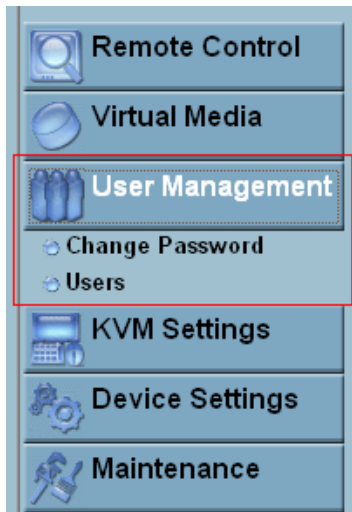 Remote Control
Virtual Media
User Management
Change Password
Users
KVM Settings
Device Settings
Maintenance